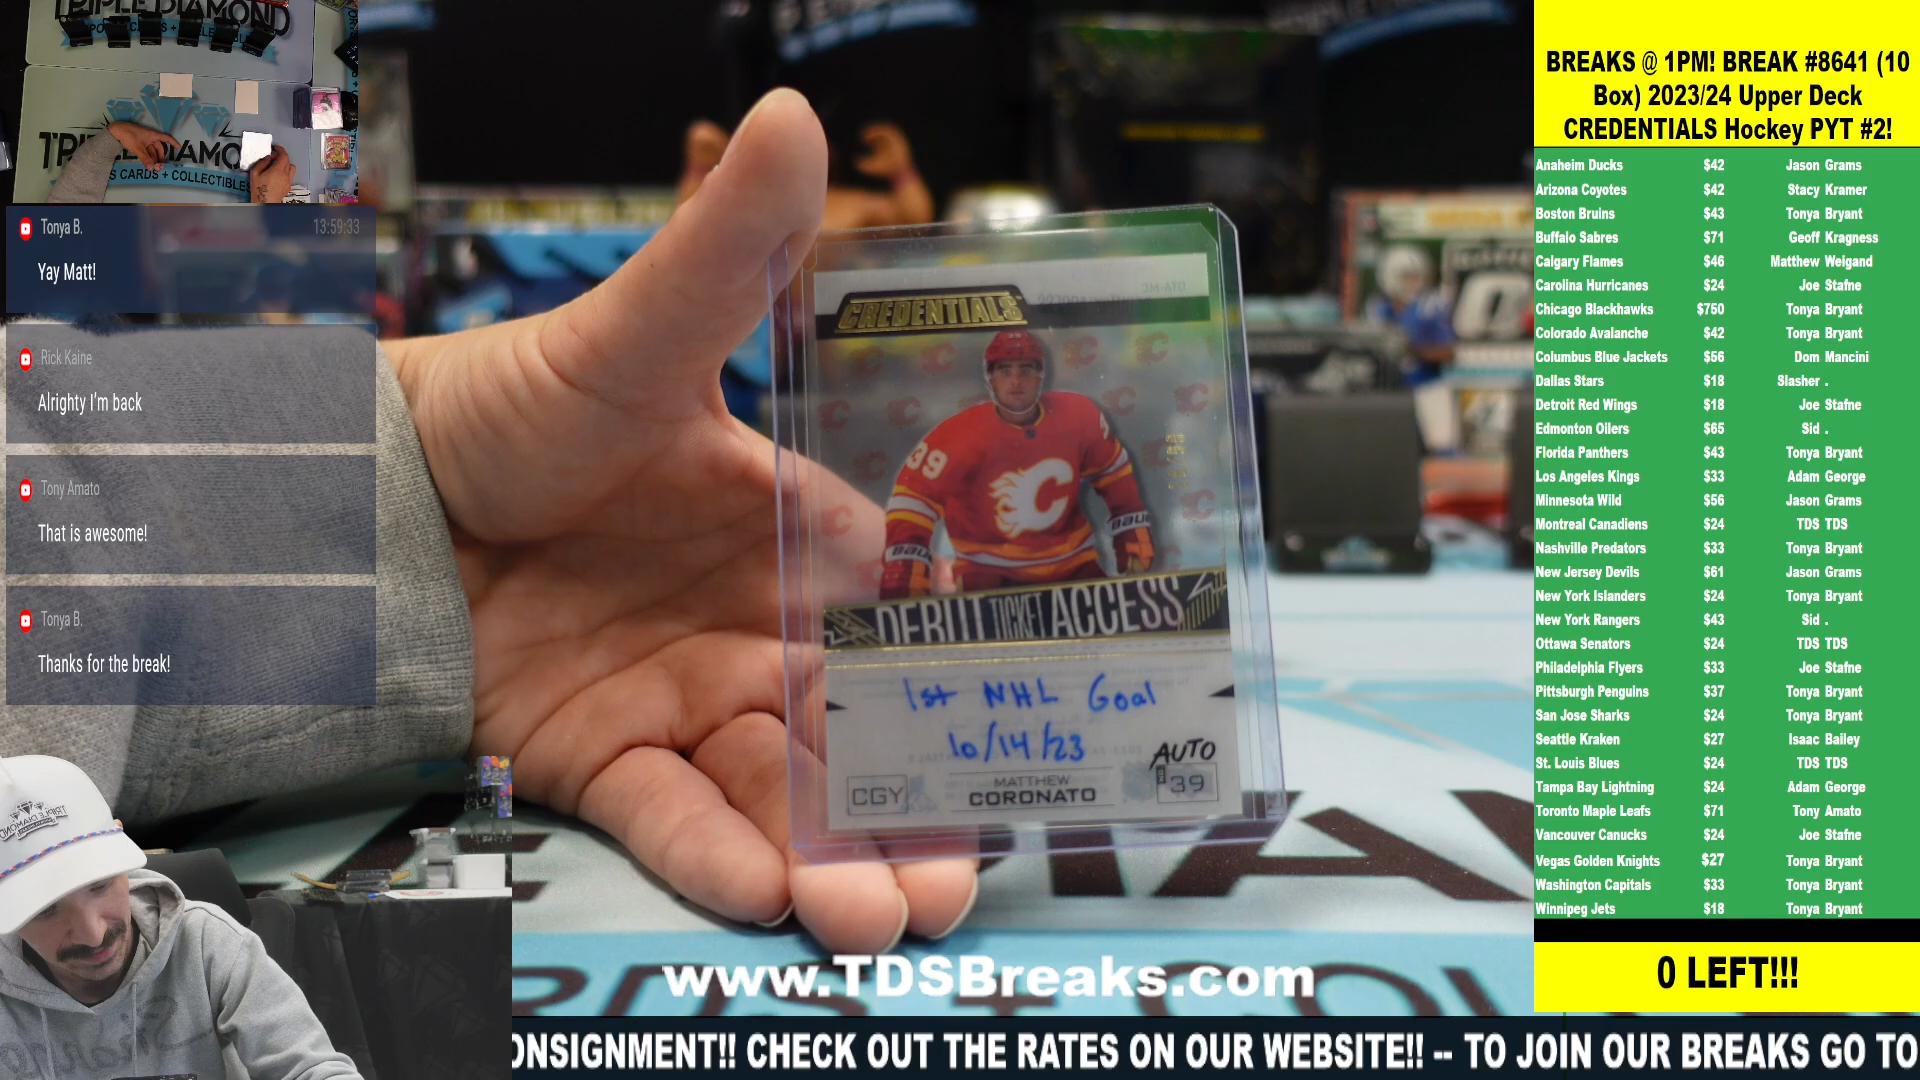 BREAKS @ 1PM! BREAK #8641 (10
Box) 2023/24 Upper Deck
CREDENTIALS Hockey PYT #2!
Anaheim Ducks $42 Jason Grams
Arizona Coyotes $42 Stacy Kramer
Boston Bruins $43 Tonya Bryant
Buffalo Sabres $71 Geoff Kragness
Calgary Flames $46 Matthew Weigand
Carolina Hurricanes $24 Joe Stafne
Chicago Blackhawks $750 Tonya Bryant
Colorado Avalanche $42 Tonya Bryant
Columbus Blue Jackets $56 Dom Mancini
Dallas Stars $18 Slasher .
Detroit Red Wings $18 Joe Stafne
Edmonton Oilers $65 Sid .
Florida Panthers $43 Tonya Bryant
Los Angeles Kings $33 Adam George
Minnesota Wild $56 Jason Grams
Montreal Canadiens $24 TDS TDS
Nashville Predators $33 Tonya Bryant
New Jersey Devils $61 Jason Grams
New York Islanders $24 Tonya Bryant
New York Rangers $43 Sid .
Ottawa Senators $24 TDS TDS
Philadelphia Flyers $33 Joe Stafne
Pittsburgh Penguins $37 Tonya Bryant
San Jose Sharks $24 Tonya Bryant
Seattle Kraken $27 Isaac Bailey
St. Louis Blues $24 TDS TDS
Tampa Bay Lightning $24 Adam George
Toronto Maple Leafs $71 Tony Amato
Vancouver Canucks $24 Joe Stafne
Vegas Golden Knights $27 Tonya Bryant
Washington Capitals $33 Tonya Bryant
Winnipeg Jets $18 Tonya Bryant
0 LEFT!!!
Tonya B. 13:59:33
Yay Matt!
Rick Kaine
Alrighty I'm back
Tony Amato
That is awesome!
Tonya B.
Thanks for the break!
TRIPLE DIAMOND
CREDENTIALS
39
BAUER
DEBUT TICKET ACCESS
1st NHL Goal
10/14/23
AUTO
CGY MATTHEW CORONATO 39
www.TDSBreaks.com
ONSIGNMENT!! CHECK OUT THE RATES ON OUR WEBSITE!! -- TO JOIN OUR BREAKS GO TO